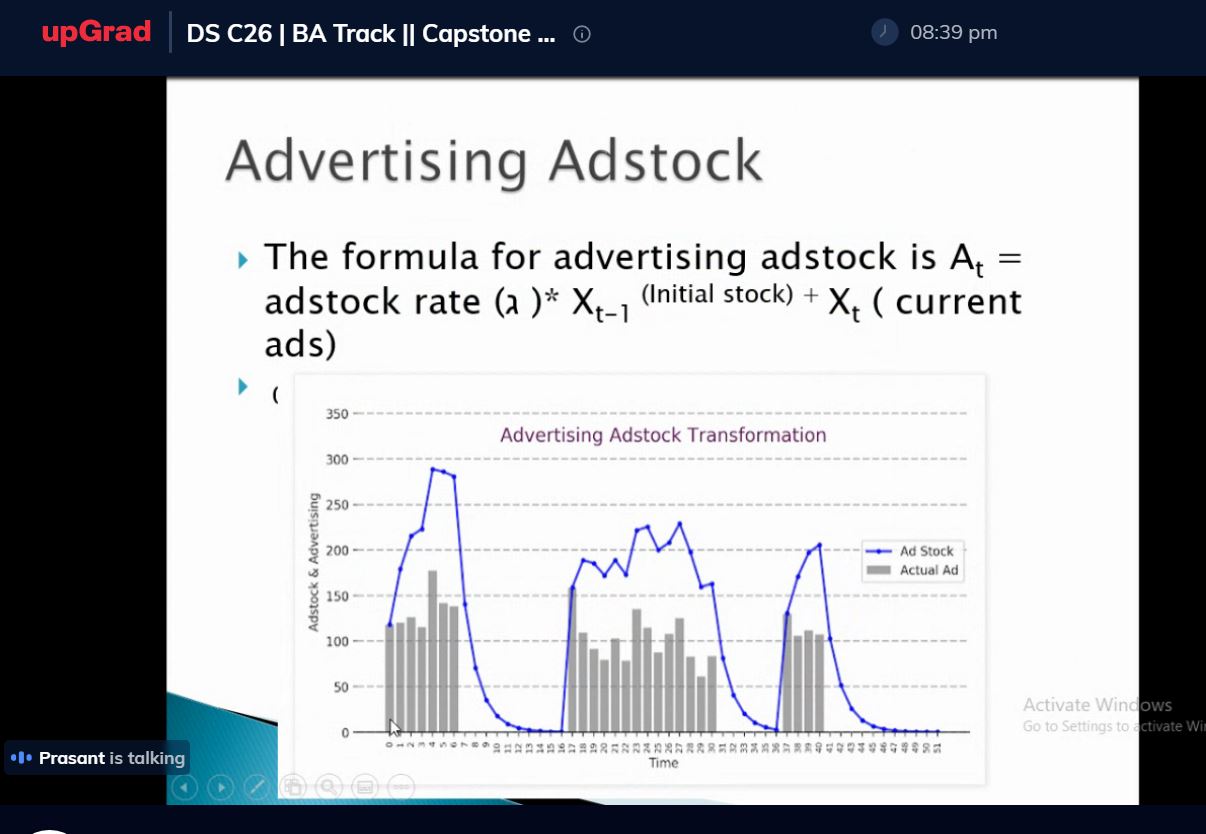 upGrad
DS C26 | BA Track || Capstone ...
08:39 pm
Advertising Adstock
The formula for advertising adstock is Aₜ =
adstock rate (ג )* Xₜ₋₁ (Initial stock) + Xₜ ( current
ads)
(
Advertising Adstock Transformation
350
300
250
200
150
100
50
0
Adstock & Advertising
Ad Stock
Actual Ad
0 1 2 3 4 5 6 7 8 9 10 11 12 13 14 15 16 17 18 19 20 21 22 23 24 25 26 27 28 29 30 31 32 33 34 35 36 37 38 39 40 41 42 43 44 45 46 47 48 49 50 51
Time
Activate Windows
Go to Settings to activate Wi
Prasant is talking